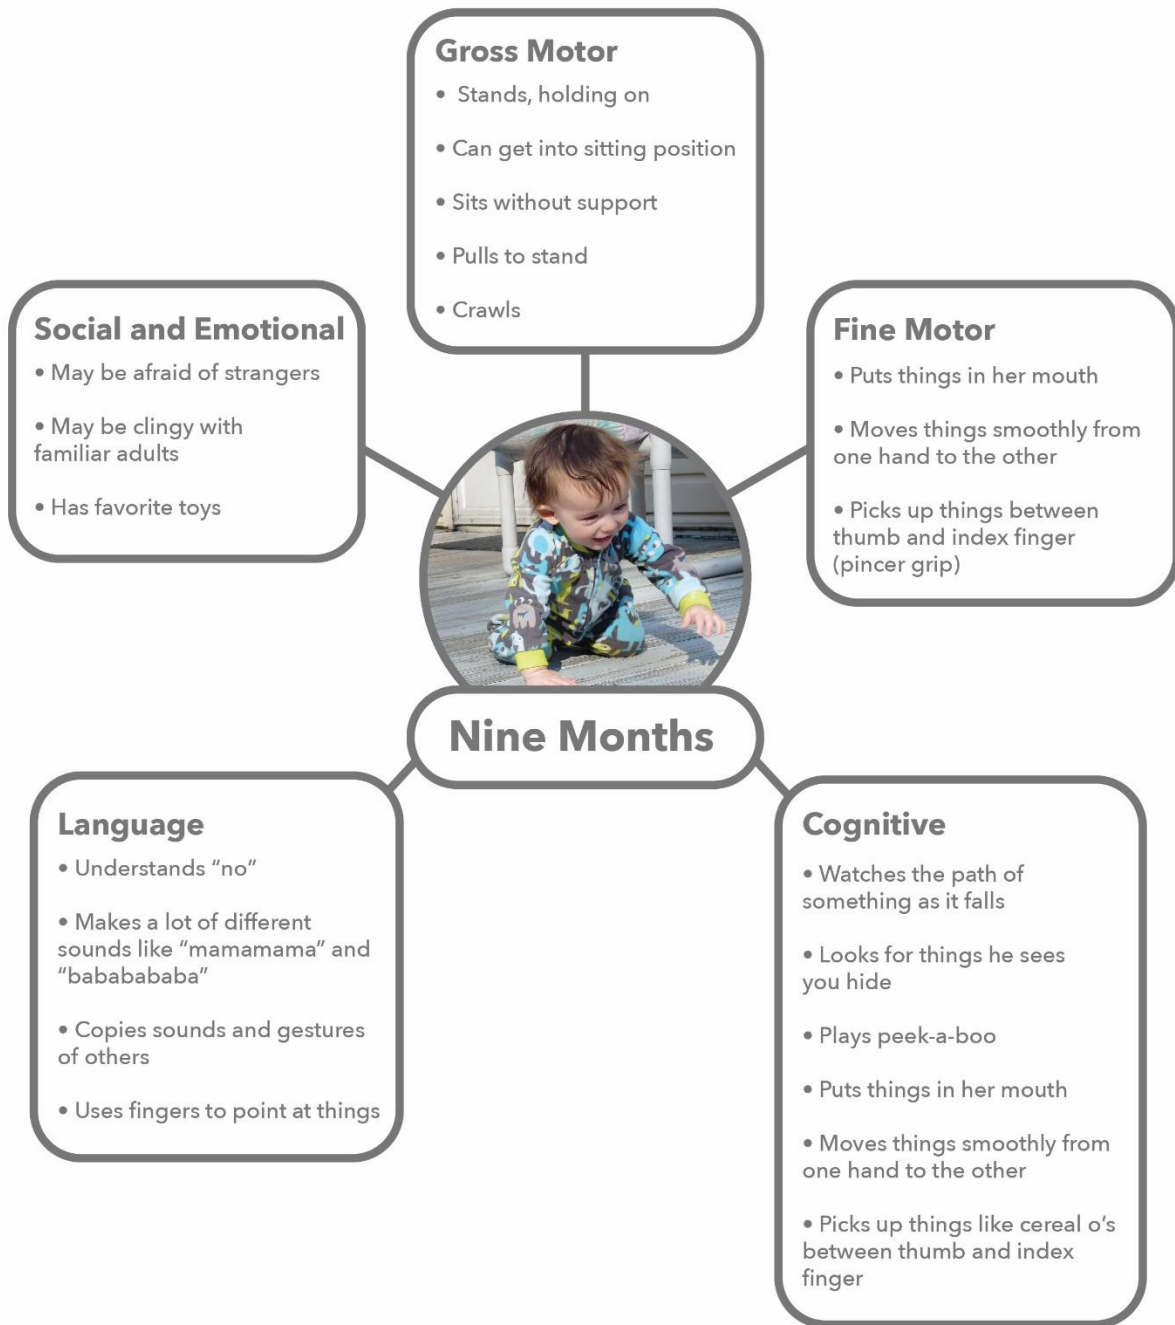 Gross Motor
• Stands, holding on
• Can get into sitting position
• Sits without support
• Pulls to stand
• Crawls
Social and Emotional
• May be afraid of strangers
• May be clingy with
familiar adults
• Has favorite toys
Fine Motor
• Puts things in her mouth
• Moves things smoothly from
one hand to the other
• Picks up things between
thumb and index finger
(pincer grip)
Nine Months
Language
• Understands “no”
• Makes a lot of different
sounds like “mamamama” and
“babababababa”
• Copies sounds and gestures
of others
• Uses fingers to point at things
Cognitive
• Watches the path of
something as it falls
• Looks for things he sees
you hide
• Plays peek-a-boo
• Puts things in her mouth
• Moves things smoothly from
one hand to the other
• Picks up things like cereal o’s
between thumb and index
finger